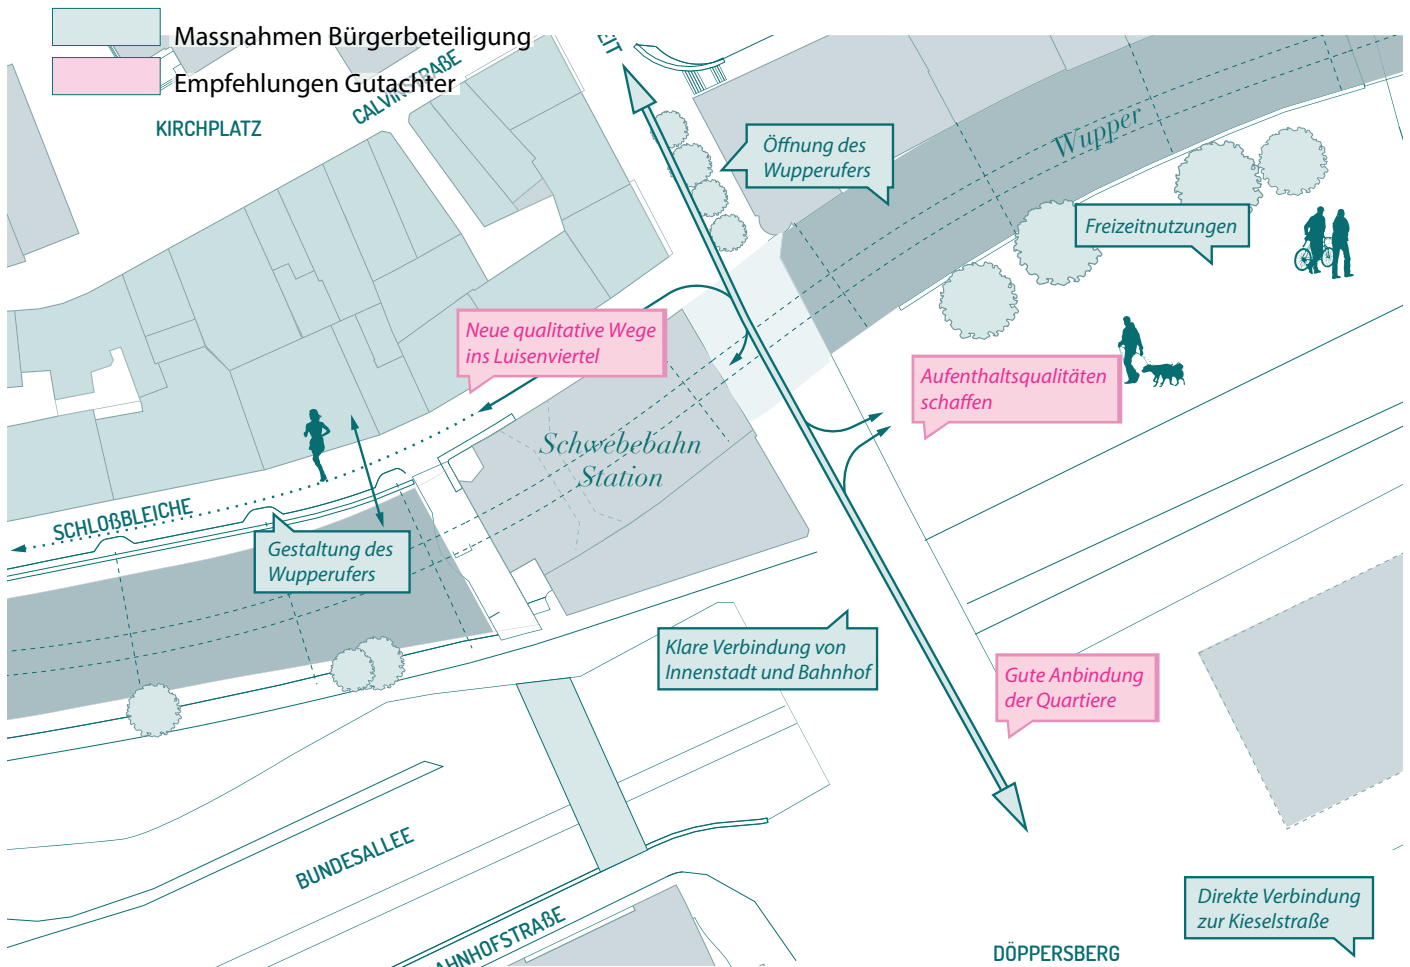 Massnahmen Bürgerbeteiligung
Empfehlungen Gutachter
KIRCHPLATZ
CALVINSTRAßE
Öffnung des
Wupperufers
Wupper
Freizeitnutzungen
Neue qualitative Wege
ins Luisenviertel
Aufenthaltsqualitäten
schaffen
Schwebebahn
Station
SCHLOßBLEICHE
Gestaltung des
Wupperufers
Klare Verbindung von
Innenstadt und Bahnhof
Gute Anbindung
der Quartiere
BUNDESALLEE
Direkte Verbindung
zur Kieselstraße
DÖPPERSBERG